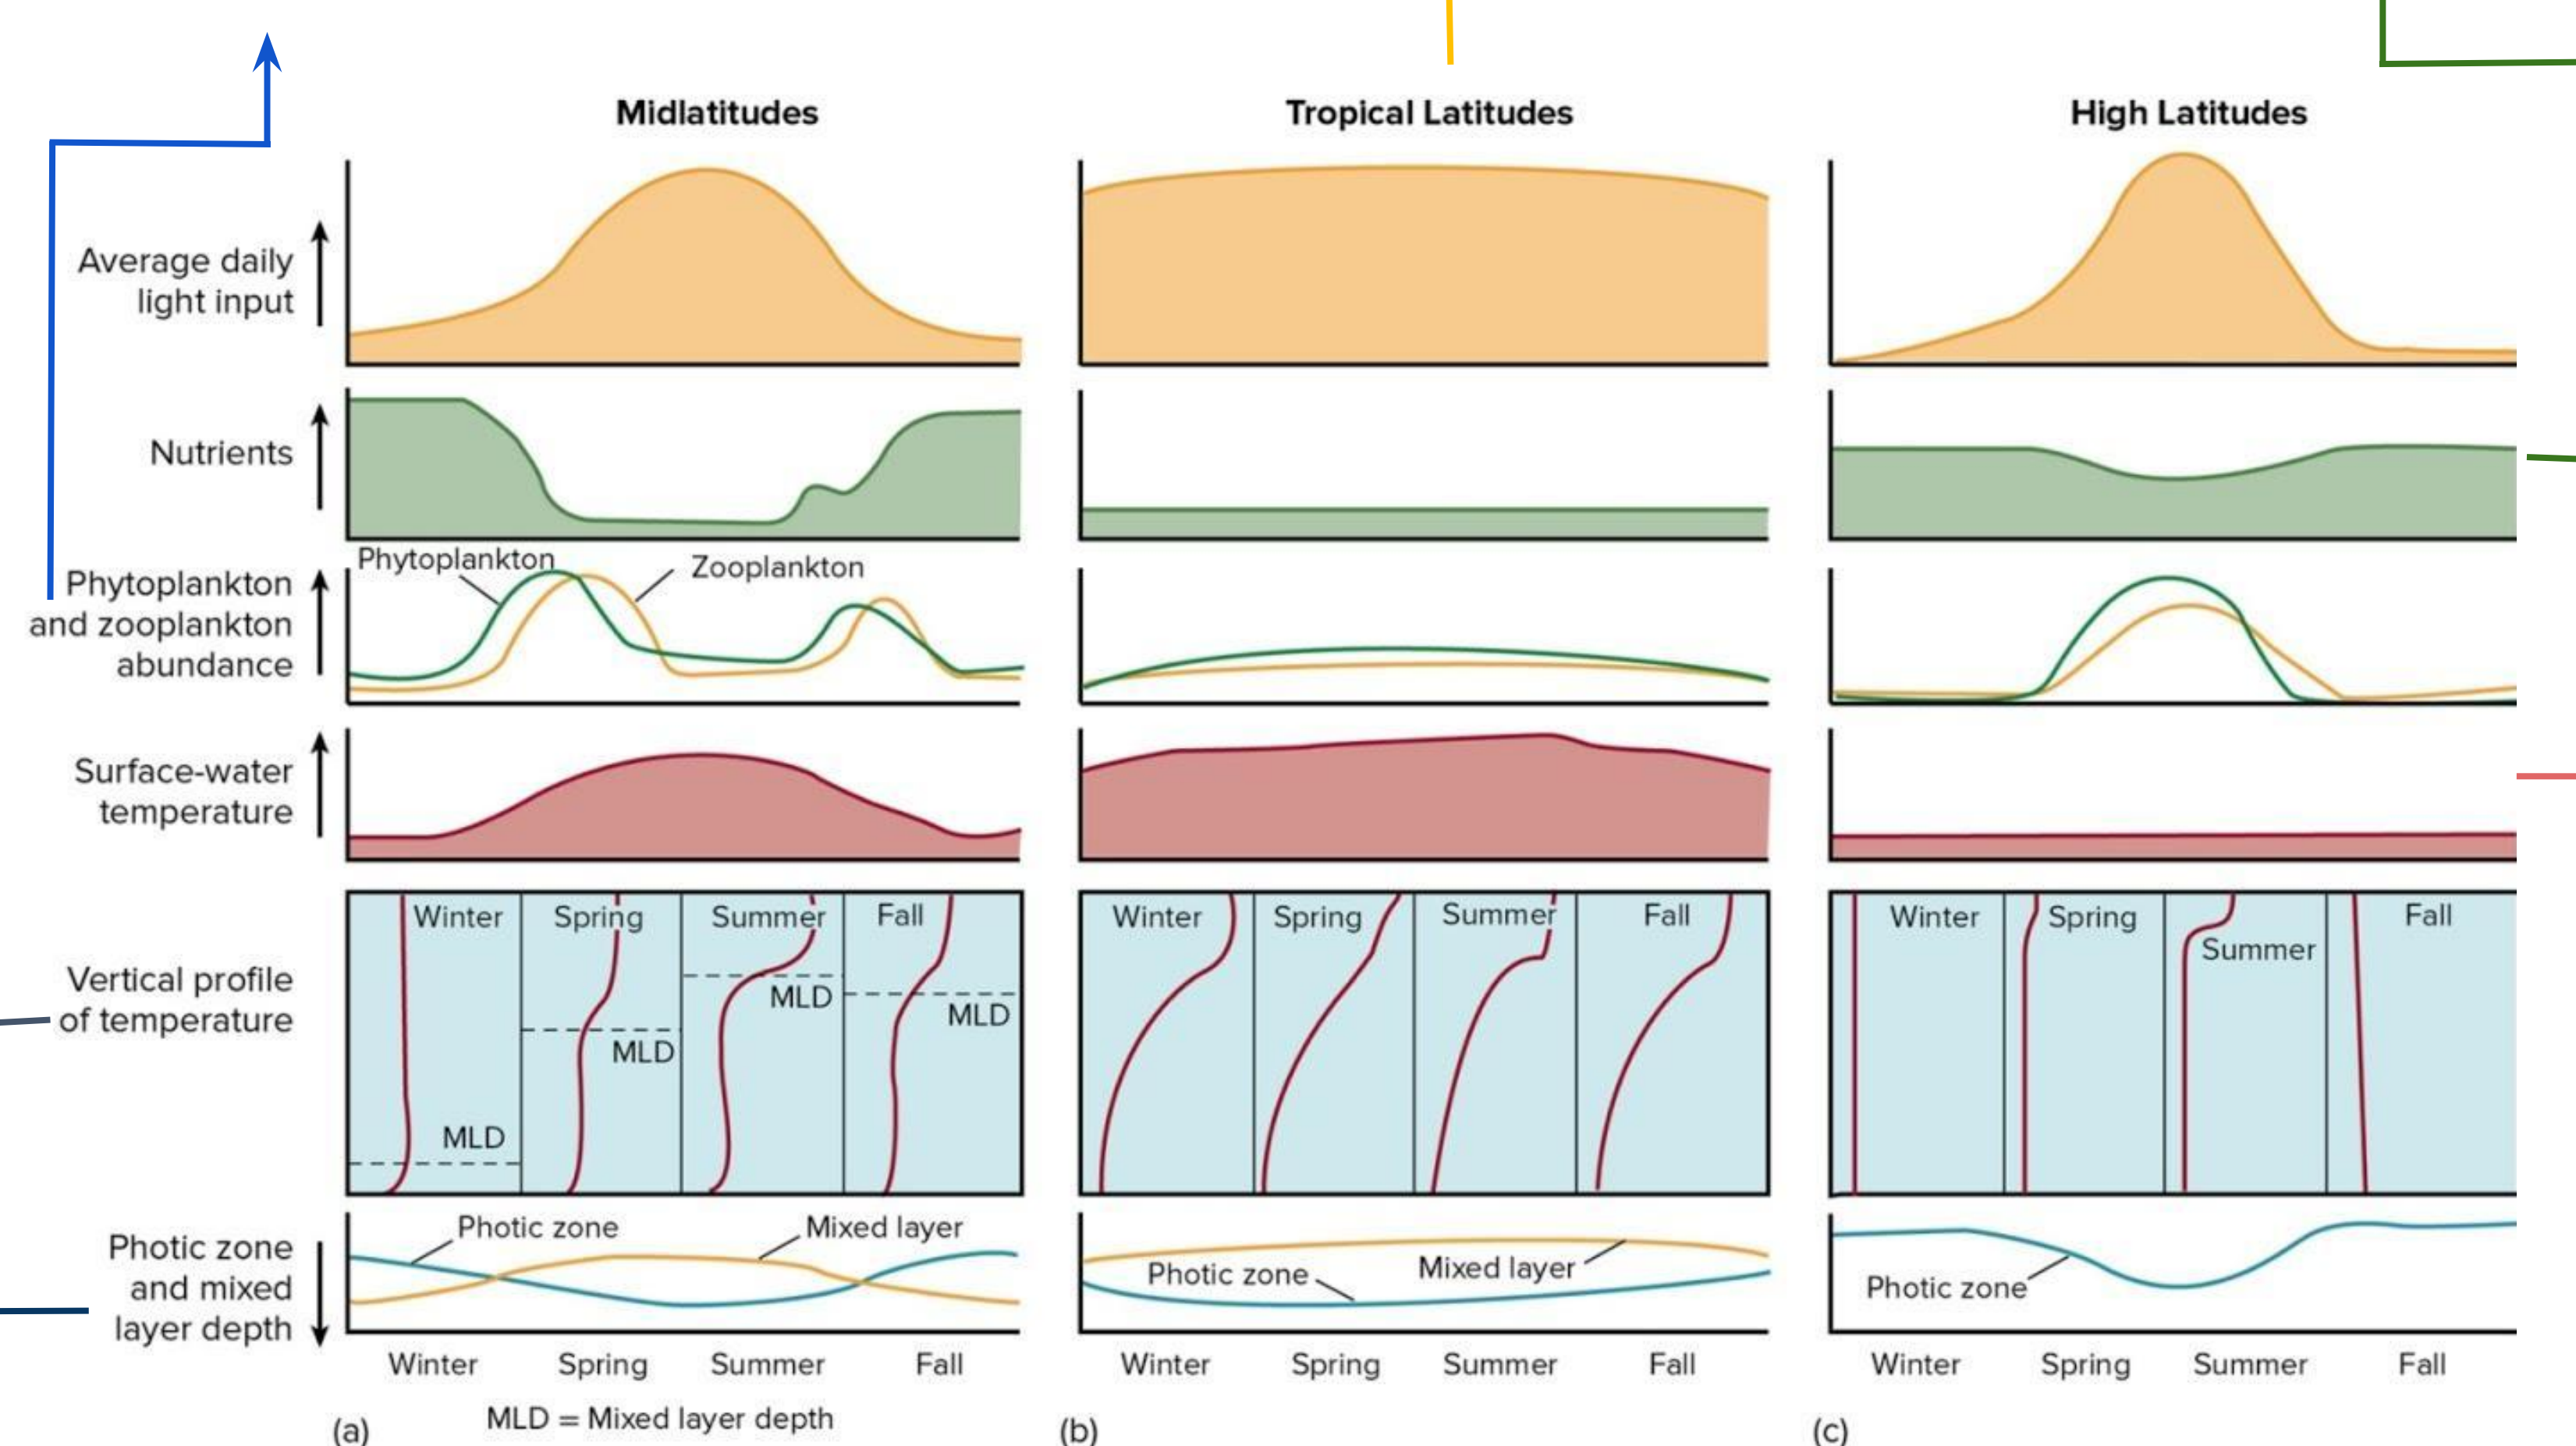 Midlatitudes
Tropical Latitudes
High Latitudes
Average daily
light input
Nutrients
Phytoplankton
Zooplankton
Phytoplankton
and zooplankton
abundance
Surface-water
temperature
Vertical profile
of temperature
Winter
Spring
Summer
Fall
MLD
MLD
MLD
MLD
Winter
Spring
Summer
Fall
Winter
Spring
Summer
Fall
Photic zone
and mixed
layer depth
Photic zone
Mixed layer
Photic zone
Mixed layer
Photic zone
Winter
Spring
Summer
Fall
Winter
Spring
Summer
Fall
Winter
Spring
Summer
Fall
(a)
MLD = Mixed layer depth
(b)
(c)